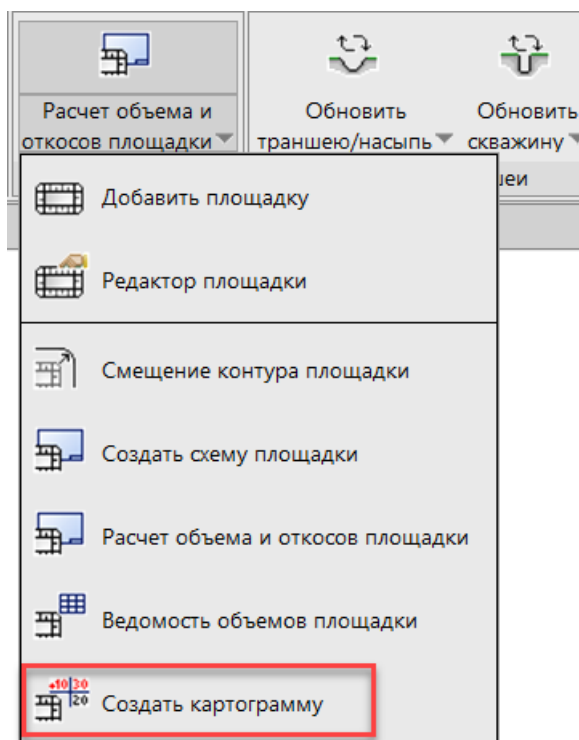 Расчет объема и
откосов площадки
Обновить
траншею/насыпь
Обновить
скважину
Добавить площадку
Редактор площадки
Смещение контура площадки
Создать схему площадки
Расчет объема и откосов площадки
Ведомость объемов площадки
+10 30
20
Создать картограмму